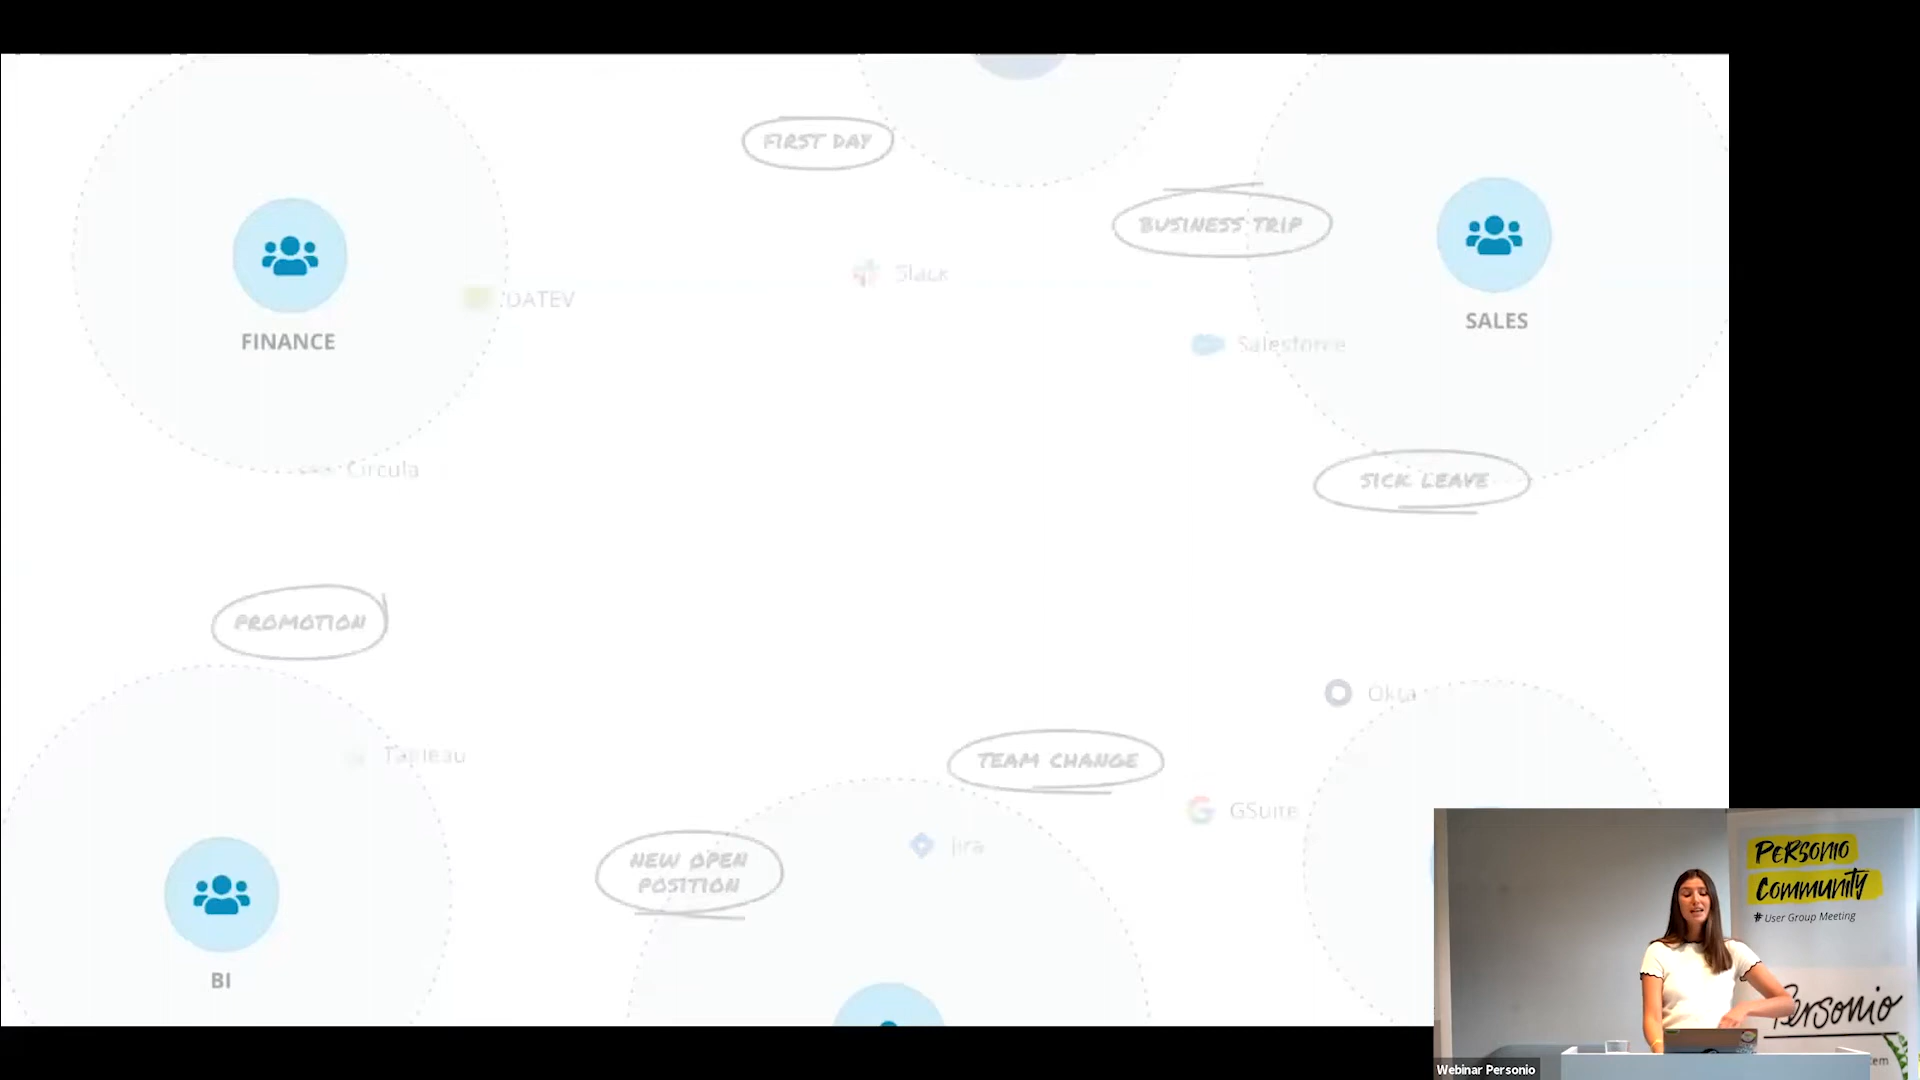 FIRST DAY
BUSINESS TRIP
Slack
DATEV
SALES
FINANCE
Salesforce
Circula
SICK LEAVE
PROMOTION
Okta
Tableau
TEAM CHANGE
GSuite
Jira
NEW OPEN
POSITION
BI
PERSONIO
COMMUNITY
# User Group Meeting
Personio
Webinar Personio